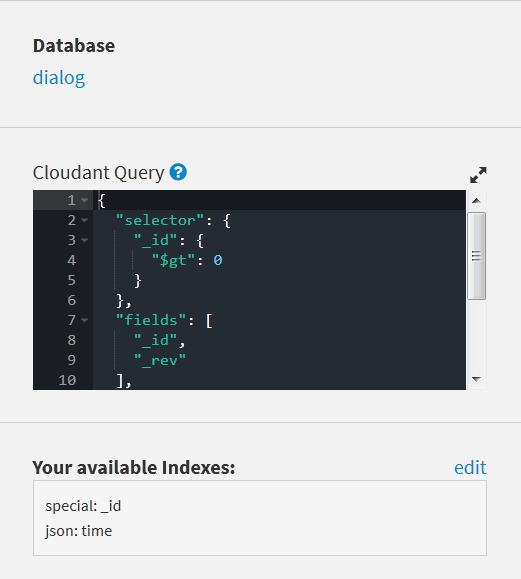 Database
dialog
Cloudant Query ?
1 {
2 "selector": {
3 "_id": {
4 "$gt": 0
5 }
6 },
7 "fields": [
8 "_id",
9 "_rev"
10 ],
Your available Indexes: edit
special: _id
json: time